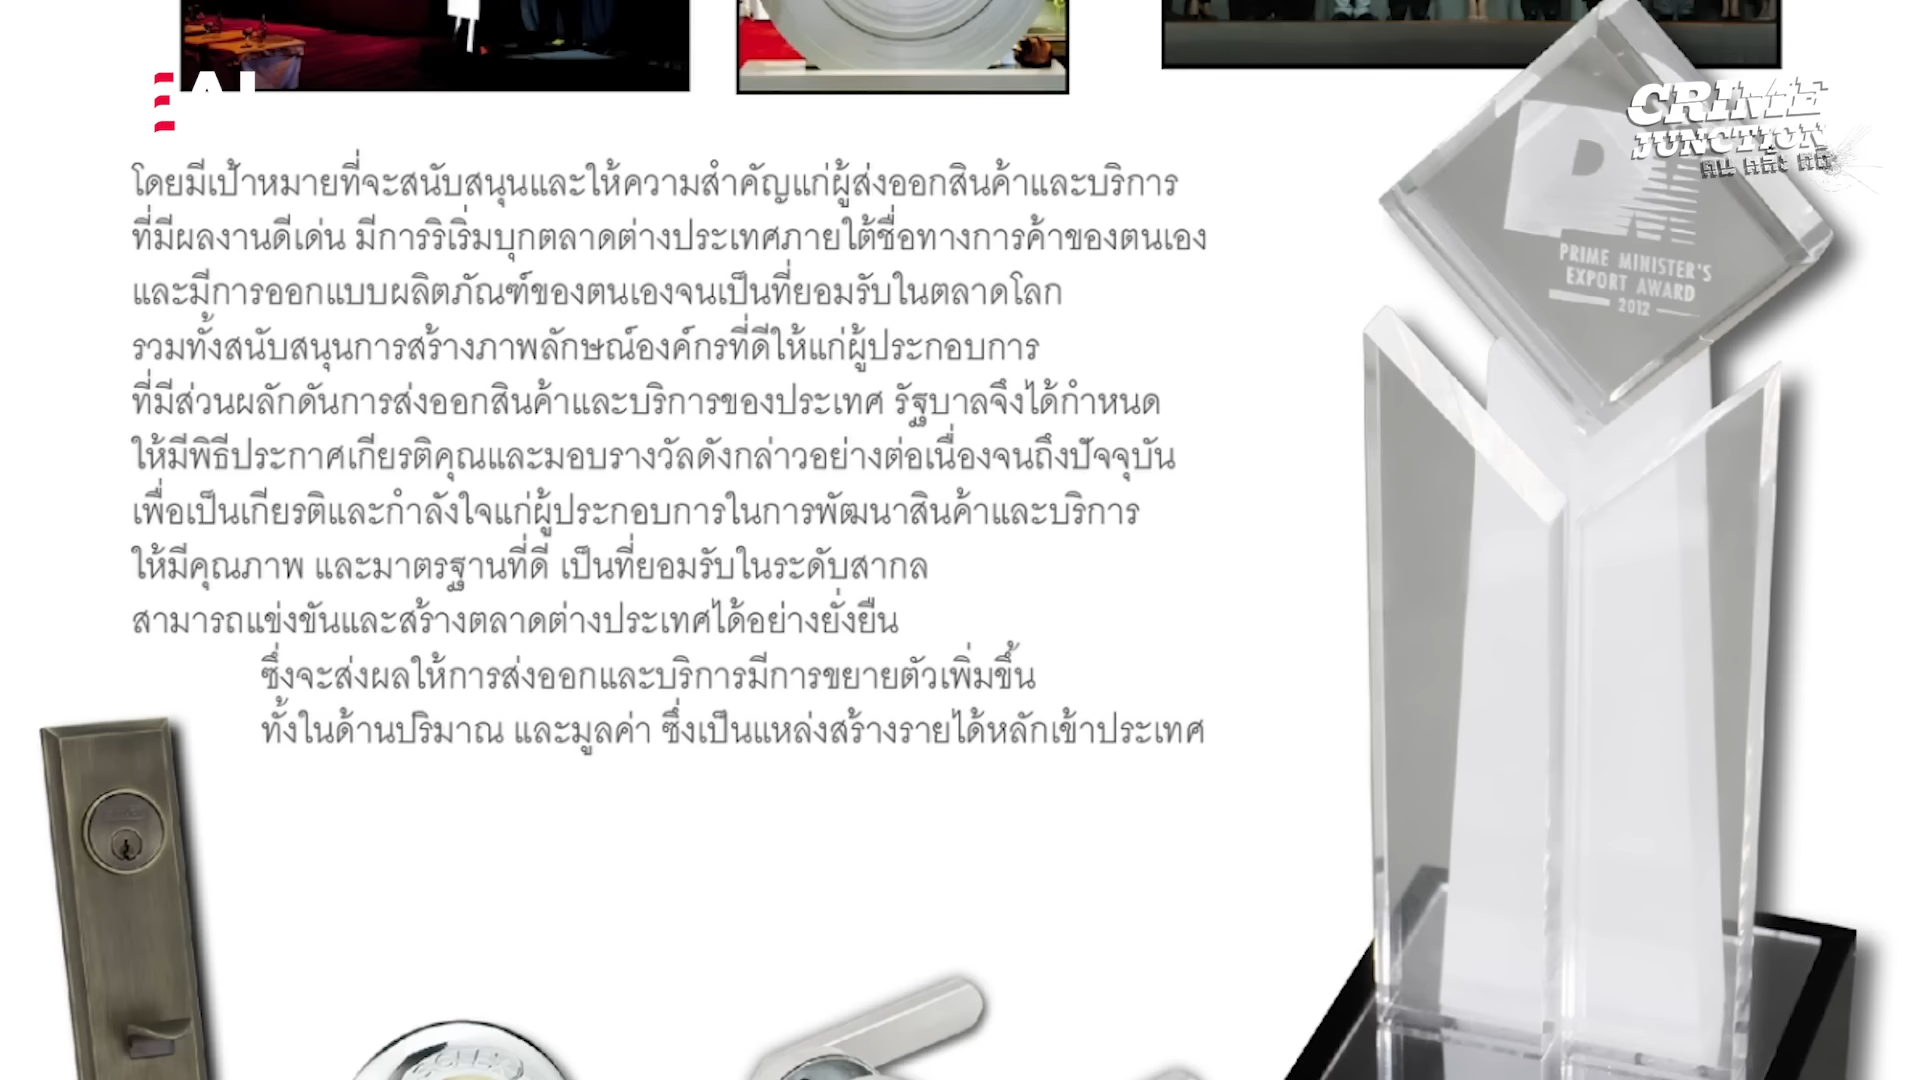 CRIME
JUNCTION
PRIME MINISTER'S
EXPORT AWARD
2012
โดยมีเป้าหมายที่จะสนับสนุนและให้ความสำคัญแก่ผู้ส่งออกสินค้าและบริการ
ที่มีผลงานดีเด่น มีการริเริ่มบุกตลาดต่างประเทศภายใต้ชื่อทางการค้าของตนเอง
และมีการออกแบบผลิตภัณฑ์ของตนเองจนเป็นที่ยอมรับในตลาดโลก
รวมทั้งสนับสนุนการสร้างภาพลักษณ์องค์กรที่ดีให้แก่ผู้ประกอบการ
ที่มีส่วนผลักดันการส่งออกสินค้าและบริการของประเทศ รัฐบาลจึงได้กำหนด
ให้มีพิธีประกาศเกียรติคุณและมอบรางวัลดังกล่าวอย่างต่อเนื่องจนถึงปัจจุบัน
เพื่อเป็นเกียรติและกำลังใจแก่ผู้ประกอบการในการพัฒนาสินค้าและบริการ
ให้มีคุณภาพ และมาตรฐานที่ดี เป็นที่ยอมรับในระดับสากล
สามารถแข่งขันและสร้างตลาดต่างประเทศได้อย่างยั่งยืน
ซึ่งจะส่งผลให้การส่งออกและบริการมีการขยายตัวเพิ่มขึ้น
ทั้งในด้านปริมาณ และมูลค่า ซึ่งเป็นแหล่งสร้างรายได้หลักเข้าประเทศ